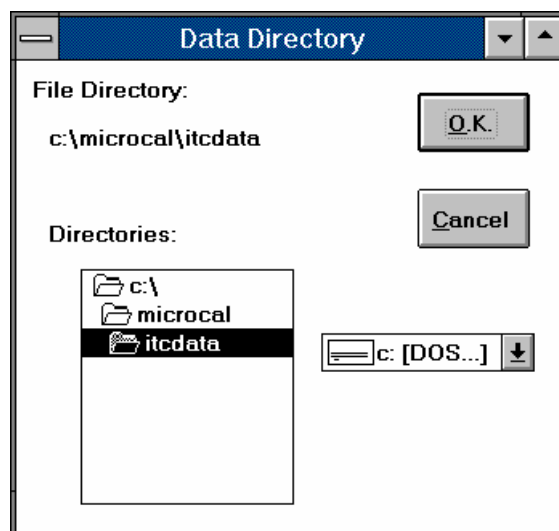 Data Directory
File Directory:
O.K.
c:\microcal\itcdata
Cancel
Directories:
c:\
microcal
itcdata
c: [DOS...]